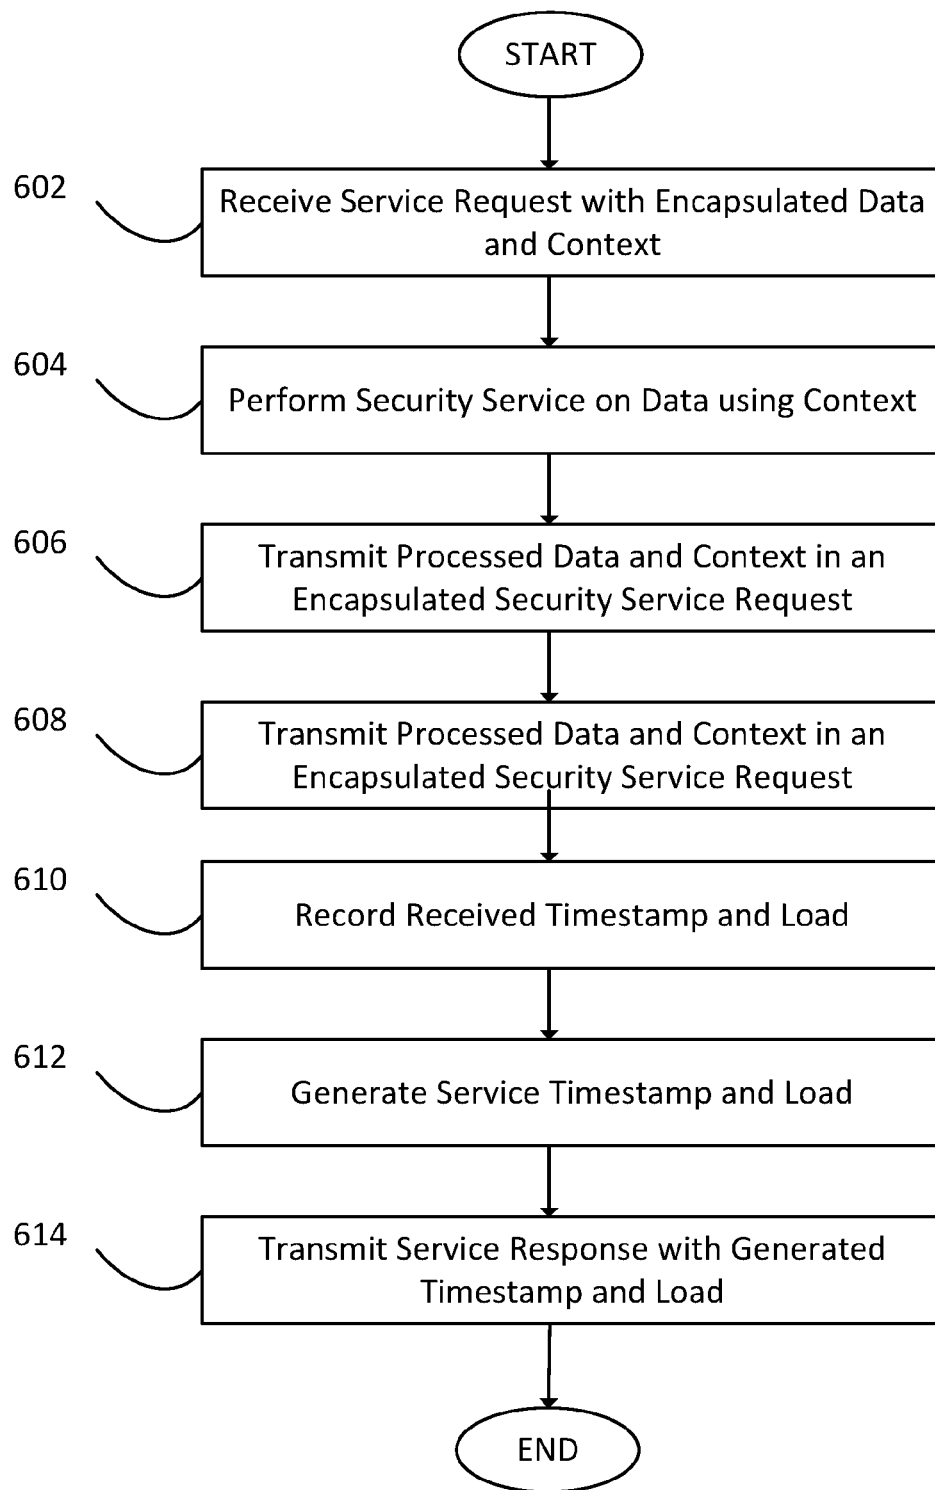 START
602
Receive Service Request with Encapsulated Data
and Context
604
Perform Security Service on Data using Context
606
Transmit Processed Data and Context in an
Encapsulated Security Service Request
608
Transmit Processed Data and Context in an
Encapsulated Security Service Request
610
Record Received Timestamp and Load
612
Generate Service Timestamp and Load
614
Transmit Service Response with Generated
Timestamp and Load
END